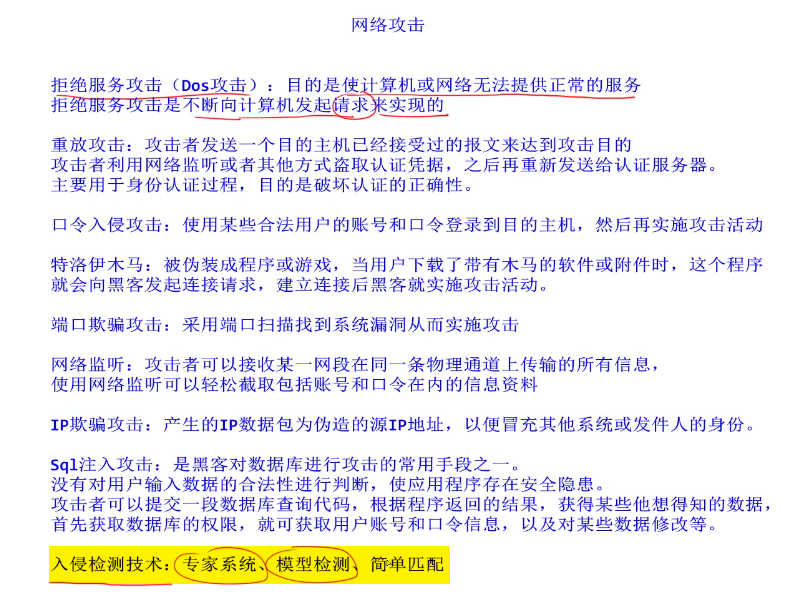 网络攻击
拒绝服务攻击（Dos攻击）：目的是使计算机或网络无法提供正常的服务
拒绝服务攻击是不断向计算机发起请求来实现的
重放攻击：攻击者发送一个目的主机已经接受过的报文来达到攻击目的
攻击者利用网络监听或者其他方式盗取认证凭据，之后再重新发送给认证服务器。
主要用于身份认证过程，目的是破坏认证的正确性。
口令入侵攻击：使用某些合法用户的账号和口令登录到目的主机，然后再实施攻击活动
特洛伊木马：被伪装成程序或游戏，当用户下载了带有木马的软件或附件时，这个程序
就会向黑客发起连接请求，建立连接后黑客就实施攻击活动。
端口欺骗攻击：采用端口扫描找到系统漏洞从而实施攻击
网络监听：攻击者可以接收某一网段在同一条物理通道上传输的所有信息，
使用网络监听可以轻松截取包括账号和口令在内的信息资料
IP欺骗攻击：产生的IP数据包为伪造的源IP地址，以便冒充其他系统或发件人的身份。
Sql注入攻击：是黑客对数据库进行攻击的常用手段之一。
没有对用户输入数据的合法性进行判断，使应用程序存在安全隐患。
攻击者可以提交一段数据库查询代码，根据程序返回的结果，获得某些他想得知的数据，
首先获取数据库的权限，就可获取用户账号和口令信息，以及对某些数据修改等。
入侵检测技术：专家系统、模型检测、简单匹配